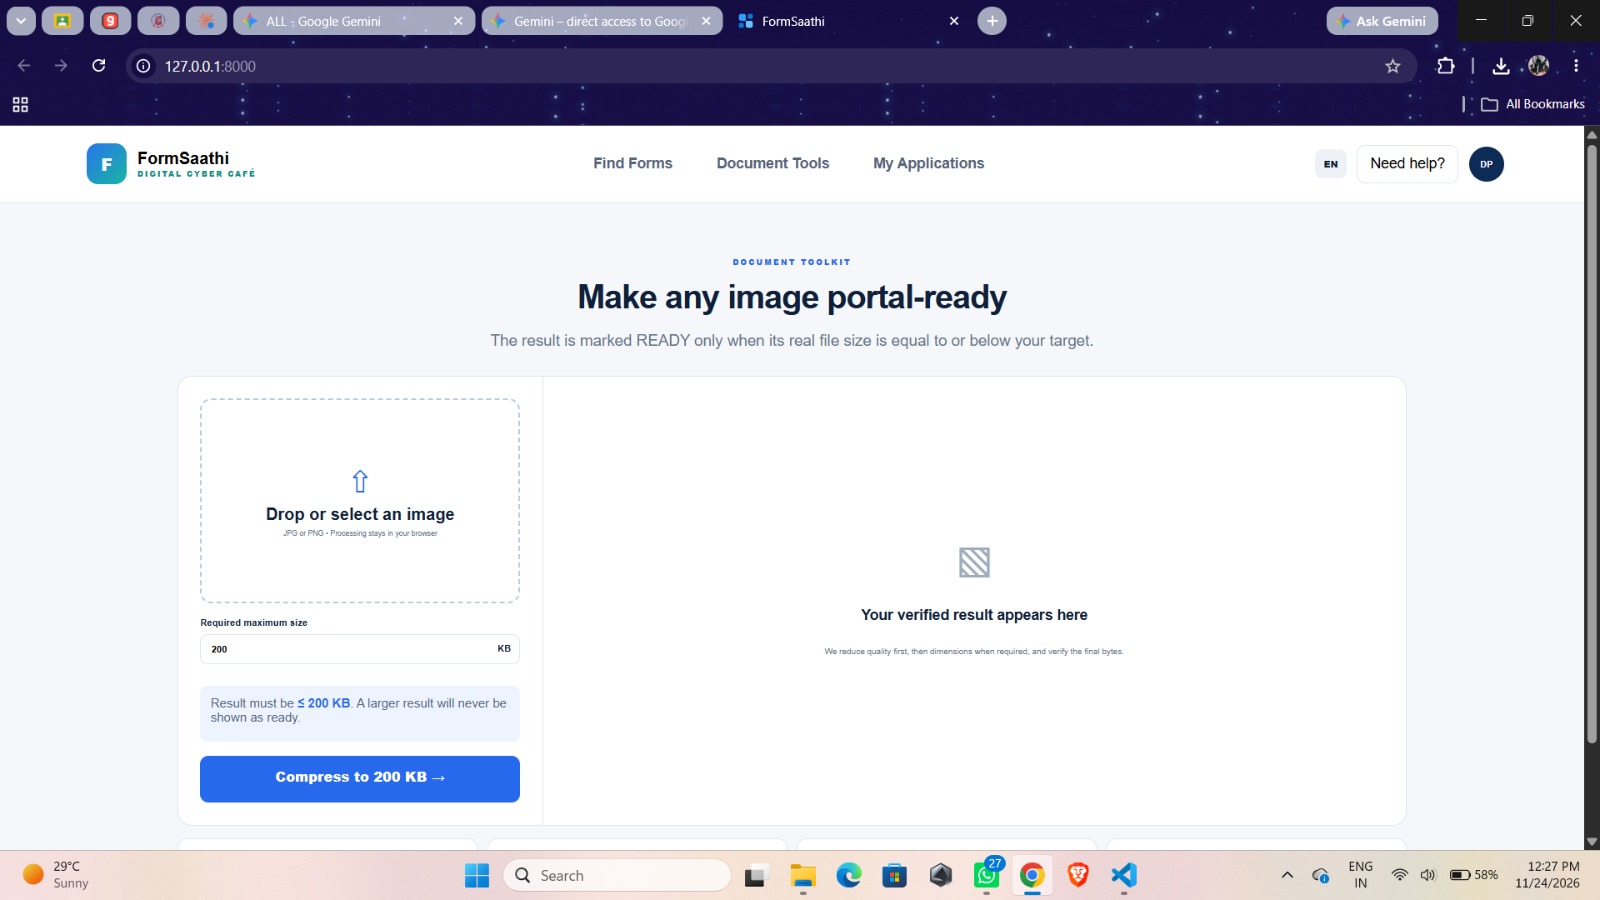 ALL - Google Gemini
Gemini – direct access to Goog
FormSaathi
Ask Gemini
127.0.0.1:8000
All Bookmarks
F
FormSaathi
DIGITAL CYBER CAFÉ
Find Forms
Document Tools
My Applications
EN
Need help?
DP
DOCUMENT TOOLKIT
Make any image portal-ready
The result is marked READY only when its real file size is equal to or below your target.
Drop or select an image
JPG or PNG • Processing stays in your browser
Required maximum size
200
KB
Result must be ≤ 200 KB. A larger result will never be
shown as ready.
Compress to 200 KB →
Your verified result appears here
We reduce quality first, then dimensions when required, and verify the final bytes.
29°C
Sunny
Search
27
ENG
IN
58%
12:27 PM
11/24/2026